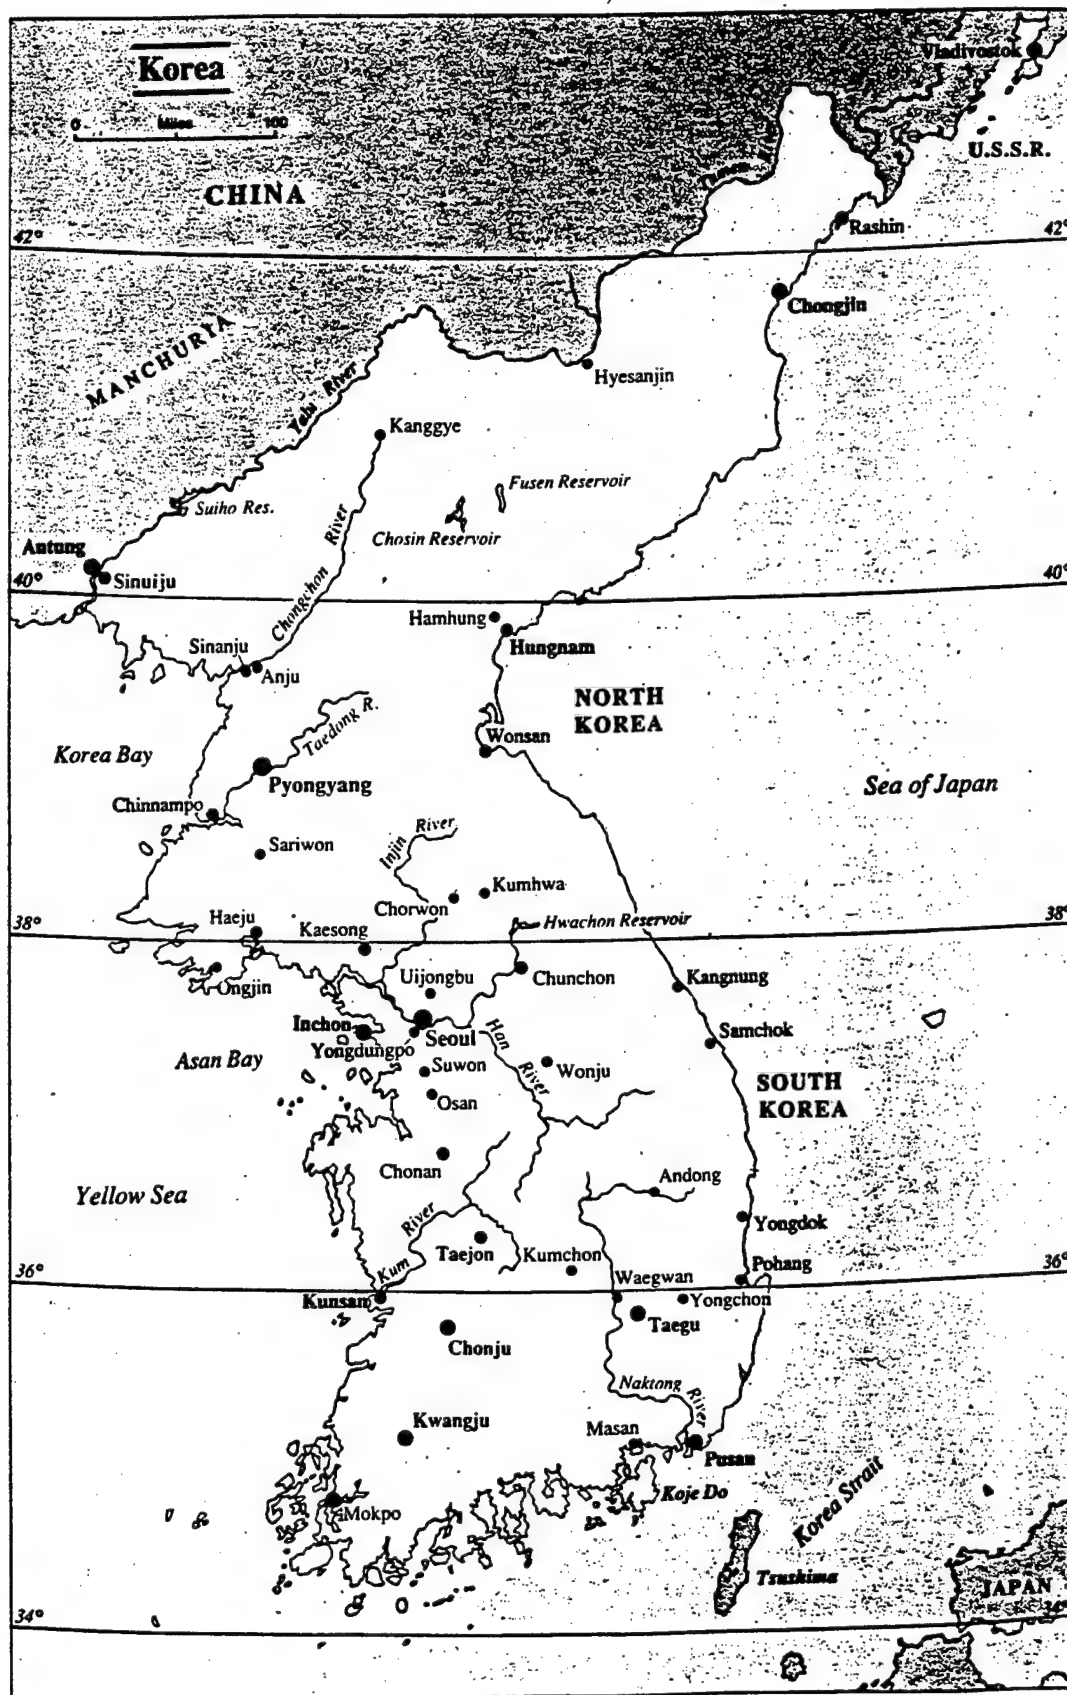 Korea
0 Miles 100
Vladivostok
U.S.S.R.
CHINA
Tumen River
Rashin
42° 42°
Chongjin
MANCHURIA
Hyesanjin
Yalu River
Kanggye
Fusen Reservoir
Suiho Res.
Chosin Reservoir
Chongchon River
Antung
Sinuiju
40° 40°
Hamhung
Hungnam
Sinanju
Anju
NORTH
KOREA
Taedong R.
Korea Bay
Wonsan
Pyongyang
Sea of Japan
Chinnampo
Injin River
Sariwon
Kumhwa
Chorwon
Haeju
Kaesong
Hwachon Reservoir
38° 38°
Uijongbu
Chunchon
Ongjin
Kangnung
Inchon
Seoul
Han River
Samchok
Yongdungpo
Asan Bay
Suwon
Wonju
Osan
SOUTH
KOREA
Chonan
Andong
Yellow Sea
Kum River
Yongdok
Taejon
Kumchon
Pohang
36° 36°
Waegwan
Kunsan
Yongchon
Taegu
Chonju
Naktong River
Kwangju
Masan
Pusan
Koje Do
Korea Strait
Mokpo
Tsushima
JAPAN
34° 34°